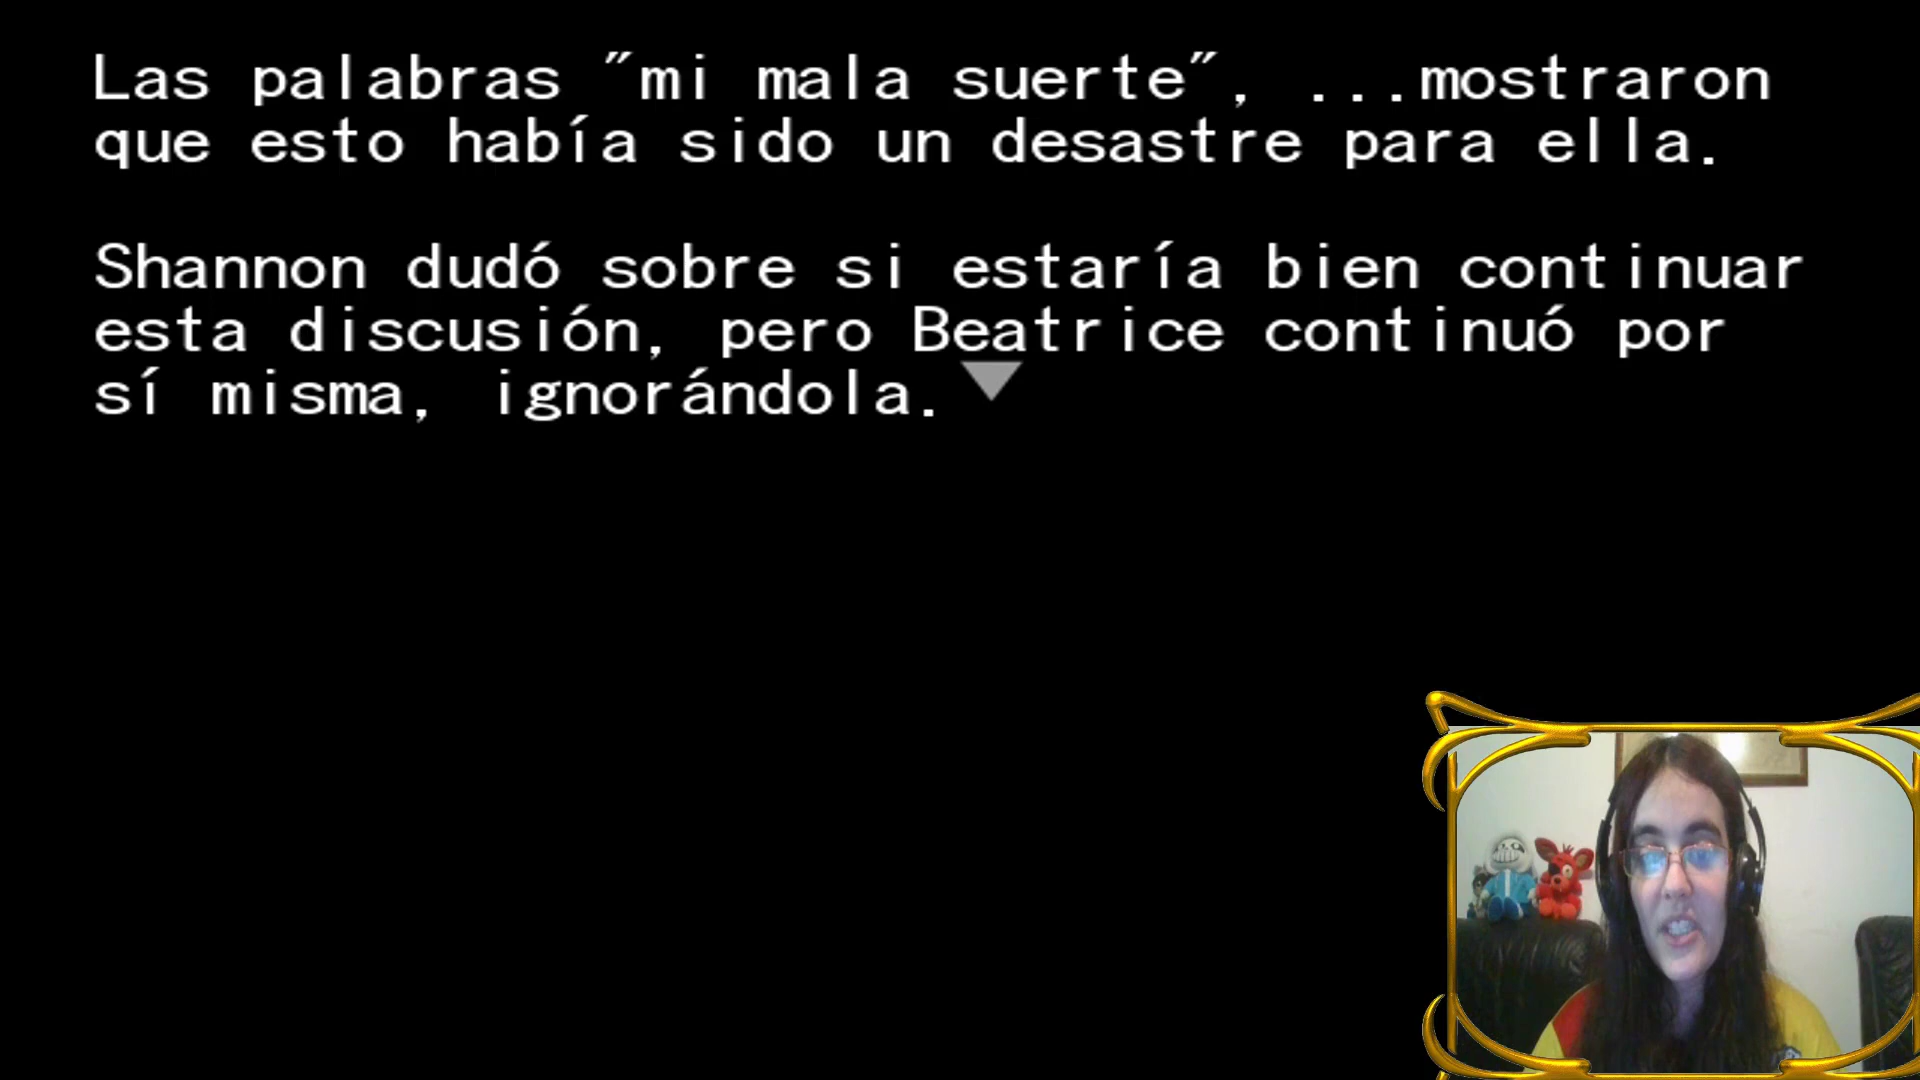 Las palabras "mi mala suerte", ...mostraron
que esto había sido un desastre para ella.
Shannon dudó sobre si estaría bien continuar
esta discusión, pero Beatrice continuó por
sí misma, ignorándola.